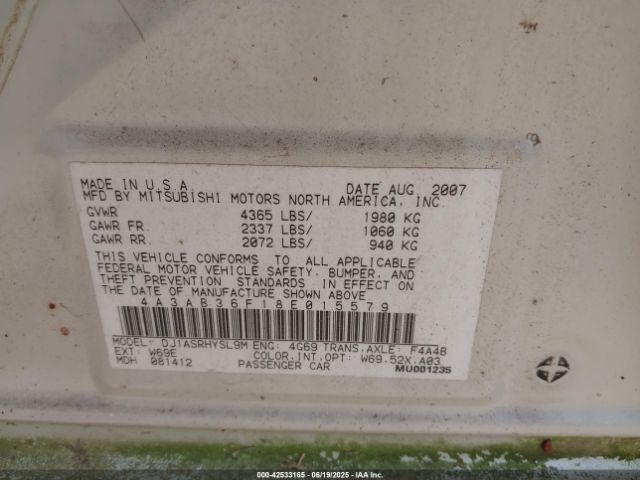 MADE IN U.S.A. DATE AUG. 2007
MFD BY MITSUBISHI MOTORS NORTH AMERICA, INC.
GVWR 4365 LBS/ 1980 KG
GAWR FR. 2337 LBS/ 1060 KG
GAWR RR. 2072 LBS/ 940 KG
THIS VEHICLE CONFORMS TO ALL APPLICABLE
FEDERAL MOTOR VEHICLE SAFETY, BUMPER, AND
THEFT PREVENTION STANDARDS IN EFFECT ON
THE DATE OF MANUFACTURE SHOWN ABOVE
4A3AB36F18E015579
MODEL: DJ1ASRHYSL9M ENG: 4G69 TRANS.AXLE: F4A4B
EXT: W69E COLOR.INT.OPT: W69.52X.A03
MDH 081412 PASSENGER CAR MU001235
000-42533165 - 06/19/2025 - IAA Inc.